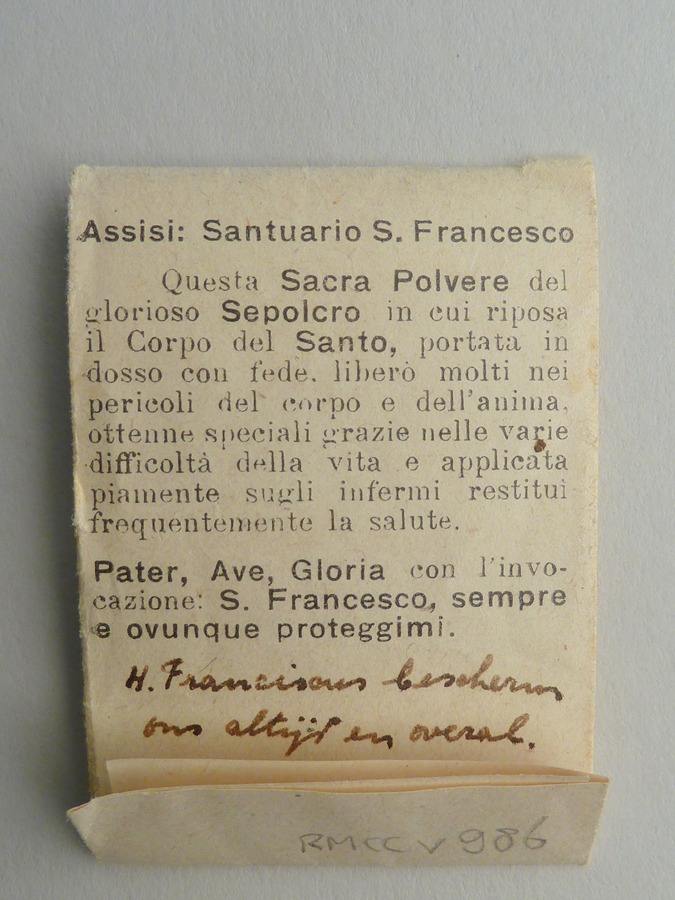 Assisi: Santuario S. Francesco
Questa Sacra Polvere del
glorioso Sepolcro in cui riposa
il Corpo del Santo, portata in
dosso con fede. liberò molti nei
pericoli del corpo e dell'anima,
ottenne speciali grazie nelle varie
difficoltà della vita e applicata
piamente sugli infermi restituì
frequentemente la salute.
Pater, Ave, Gloria con l'invo-
cazione: S. Francesco, sempre
e ovunque proteggimi.
H. Franciscus bescherm
ons altijd en overal.
RMCC V 986